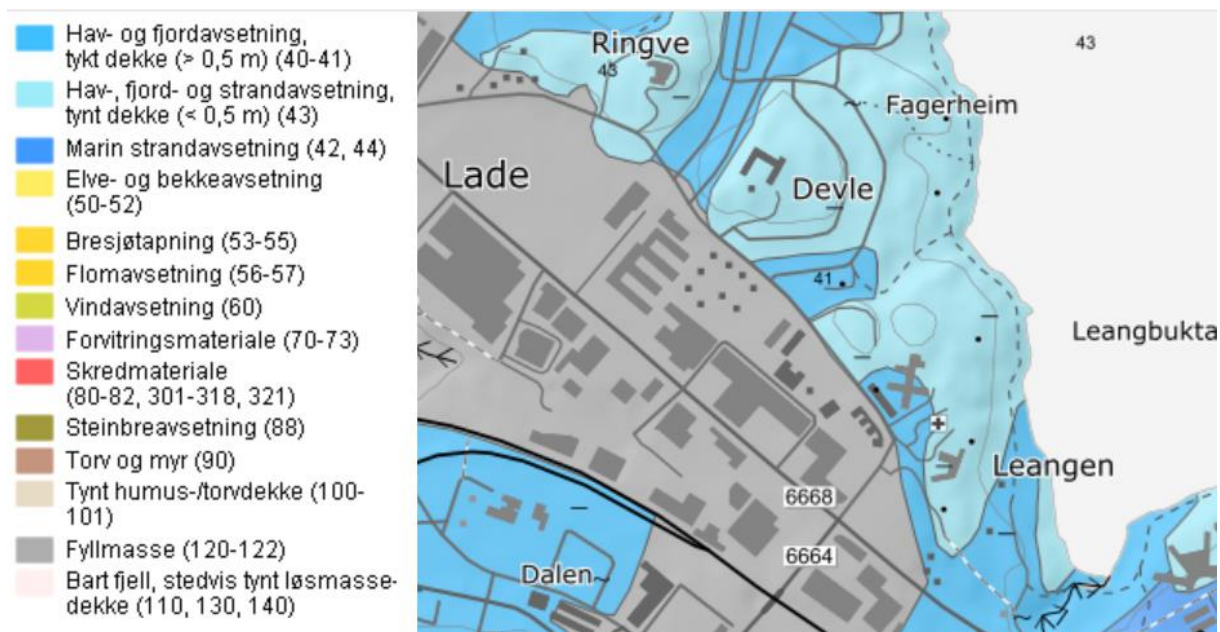 Hav- og fjordavsetning,
tykt dekke (> 0,5 m) (40-41)
Hav-, fjord- og strandavsetning,
tynt dekke (< 0,5 m) (43)
Marin strandavsetning (42, 44)
Elve- og bekkeavsetning
(50-52)
Bresjøtapning (53-55)
Flomavsetning (56-57)
Vindavsetning (60)
Forvitringsmateriale (70-73)
Skredmateriale
(80-82, 301-318, 321)
Steinbreavsetning (88)
Torv og myr (90)
Tynt humus-/torvdekke (100-
101)
Fyllmasse (120-122)
Bart fjell, stedvis tynt løsmasse-
dekke (110, 130, 140)
Ringve
43
43
Fagerheim
Lade
Devle
41
Leangbukta
Leangen
6668
6664
Dalen